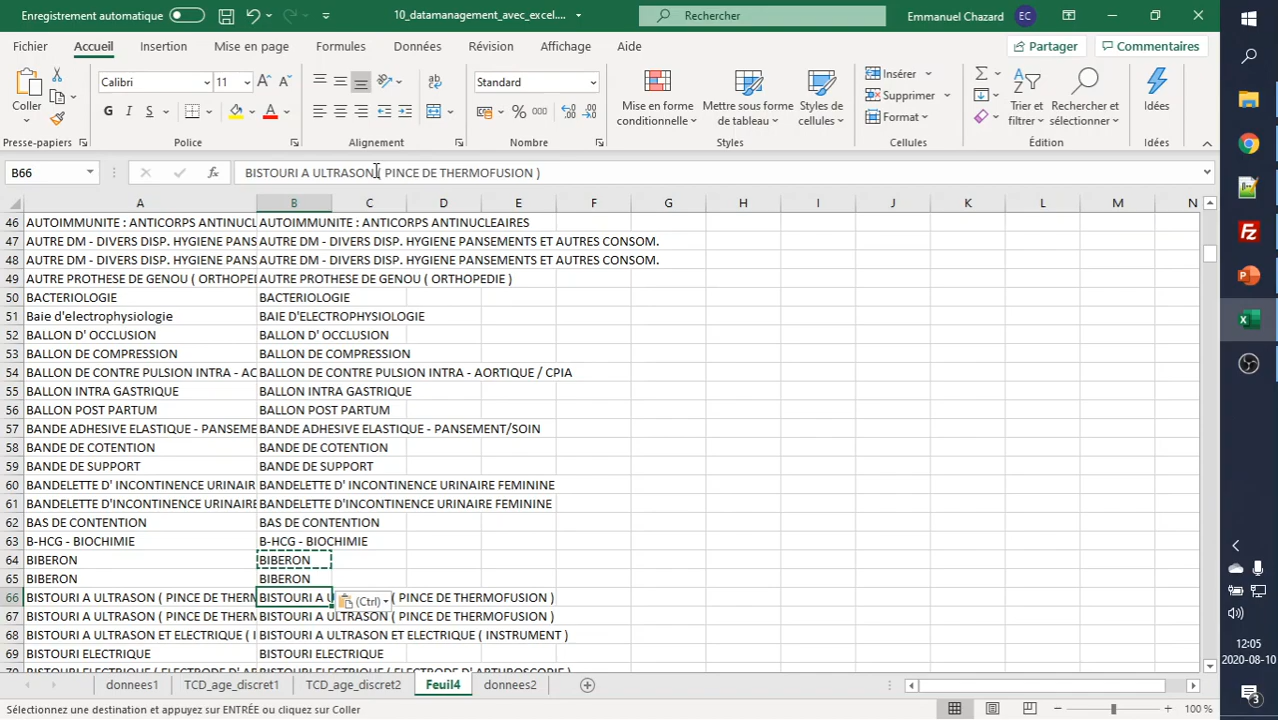 Enregistrement automatique 10_datamanagement_avec_excel.... Rechercher Emmanuel Chazard EC
Fichier Accueil Insertion Mise en page Formules Données Révision Affichage Aide Partager Commentaires
Coller
Calibri 11
G I S
Standard
% 000
Mise en forme conditionnelle
Mettre sous forme de tableau
Styles de cellules
Insérer
Supprimer
Format
Trier et filtrer
Rechercher et sélectionner
Idées
Presse-papiers Police Alignement Nombre Styles Cellules Édition Idées
B66 fx BISTOURI A ULTRASON ( PINCE DE THERMOFUSION )
A B C D E F G H I J K L M N
46 AUTOIMMUNITE : ANTICORPS ANTINUCL AUTOIMMUNITE : ANTICORPS ANTINUCLEAIRES
47 AUTRE DM - DIVERS DISP. HYGIENE PANS AUTRE DM - DIVERS DISP. HYGIENE PANSEMENTS ET AUTRES CONSOM.
48 AUTRE DM - DIVERS DISP. HYGIENE PANS AUTRE DM - DIVERS DISP. HYGIENE PANSEMENTS ET AUTRES CONSOM.
49 AUTRE PROTHESE DE GENOU ( ORTHOPE AUTRE PROTHESE DE GENOU ( ORTHOPEDIE )
50 BACTERIOLOGIE BACTERIOLOGIE
51 Baie d'electrophysiologie BAIE D'ELECTROPHYSIOLOGIE
52 BALLON D' OCCLUSION BALLON D' OCCLUSION
53 BALLON DE COMPRESSION BALLON DE COMPRESSION
54 BALLON DE CONTRE PULSION INTRA - AC BALLON DE CONTRE PULSION INTRA - AORTIQUE / CPIA
55 BALLON INTRA GASTRIQUE BALLON INTRA GASTRIQUE
56 BALLON POST PARTUM BALLON POST PARTUM
57 BANDE ADHESIVE ELASTIQUE - PANSEME BANDE ADHESIVE ELASTIQUE - PANSEMENT/SOIN
58 BANDE DE COTENTION BANDE DE COTENTION
59 BANDE DE SUPPORT BANDE DE SUPPORT
60 BANDELETTE D' INCONTINENCE URINAIR BANDELETTE D' INCONTINENCE URINAIRE FEMININE
61 BANDELETTE D'INCONTINENCE URINAIRE BANDELETTE D'INCONTINENCE URINAIRE FEMININE
62 BAS DE CONTENTION BAS DE CONTENTION
63 B-HCG - BIOCHIMIE B-HCG - BIOCHIMIE
64 BIBERON BIBERON
65 BIBERON BIBERON
66 BISTOURI A ULTRASON ( PINCE DE THERM BISTOURI A U (Ctrl) ( PINCE DE THERMOFUSION )
67 BISTOURI A ULTRASON ( PINCE DE THERM BISTOURI A ULTRASON ( PINCE DE THERMOFUSION )
68 BISTOURI A ULTRASON ET ELECTRIQUE ( I BISTOURI A ULTRASON ET ELECTRIQUE ( INSTRUMENT )
69 BISTOURI ELECTRIQUE BISTOURI ELECTRIQUE
70 BISTOURI ELECTRIQUE ( ELECTRODE D' AR BISTOURI ELECTRIQUE ( ELECTRODE D' ARTHROSCOPIE )
donnees1 TCD_age_discret1 TCD_age_discret2 Feuil4 donnees2
Sélectionnez une destination et appuyez sur ENTRÉE ou cliquez sur Coller 100 %
12:05
2020-08-10
3